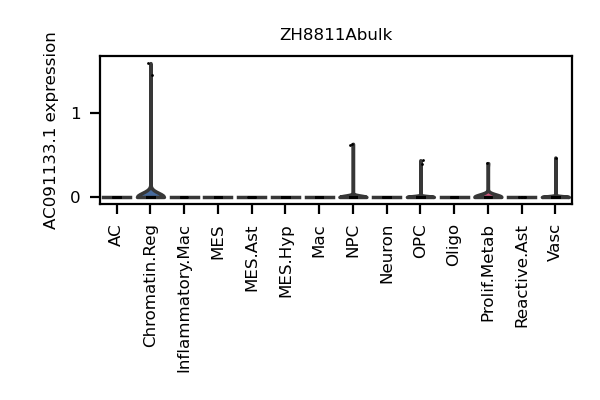 ZH8811Abulk
AC091133.1 expression
1
0
AC
Chromatin.Reg
Inflammatory.Mac
MES
MES.Ast
MES.Hyp
Mac
NPC
Neuron
OPC
Oligo
Prolif.Metab
Reactive.Ast
Vasc